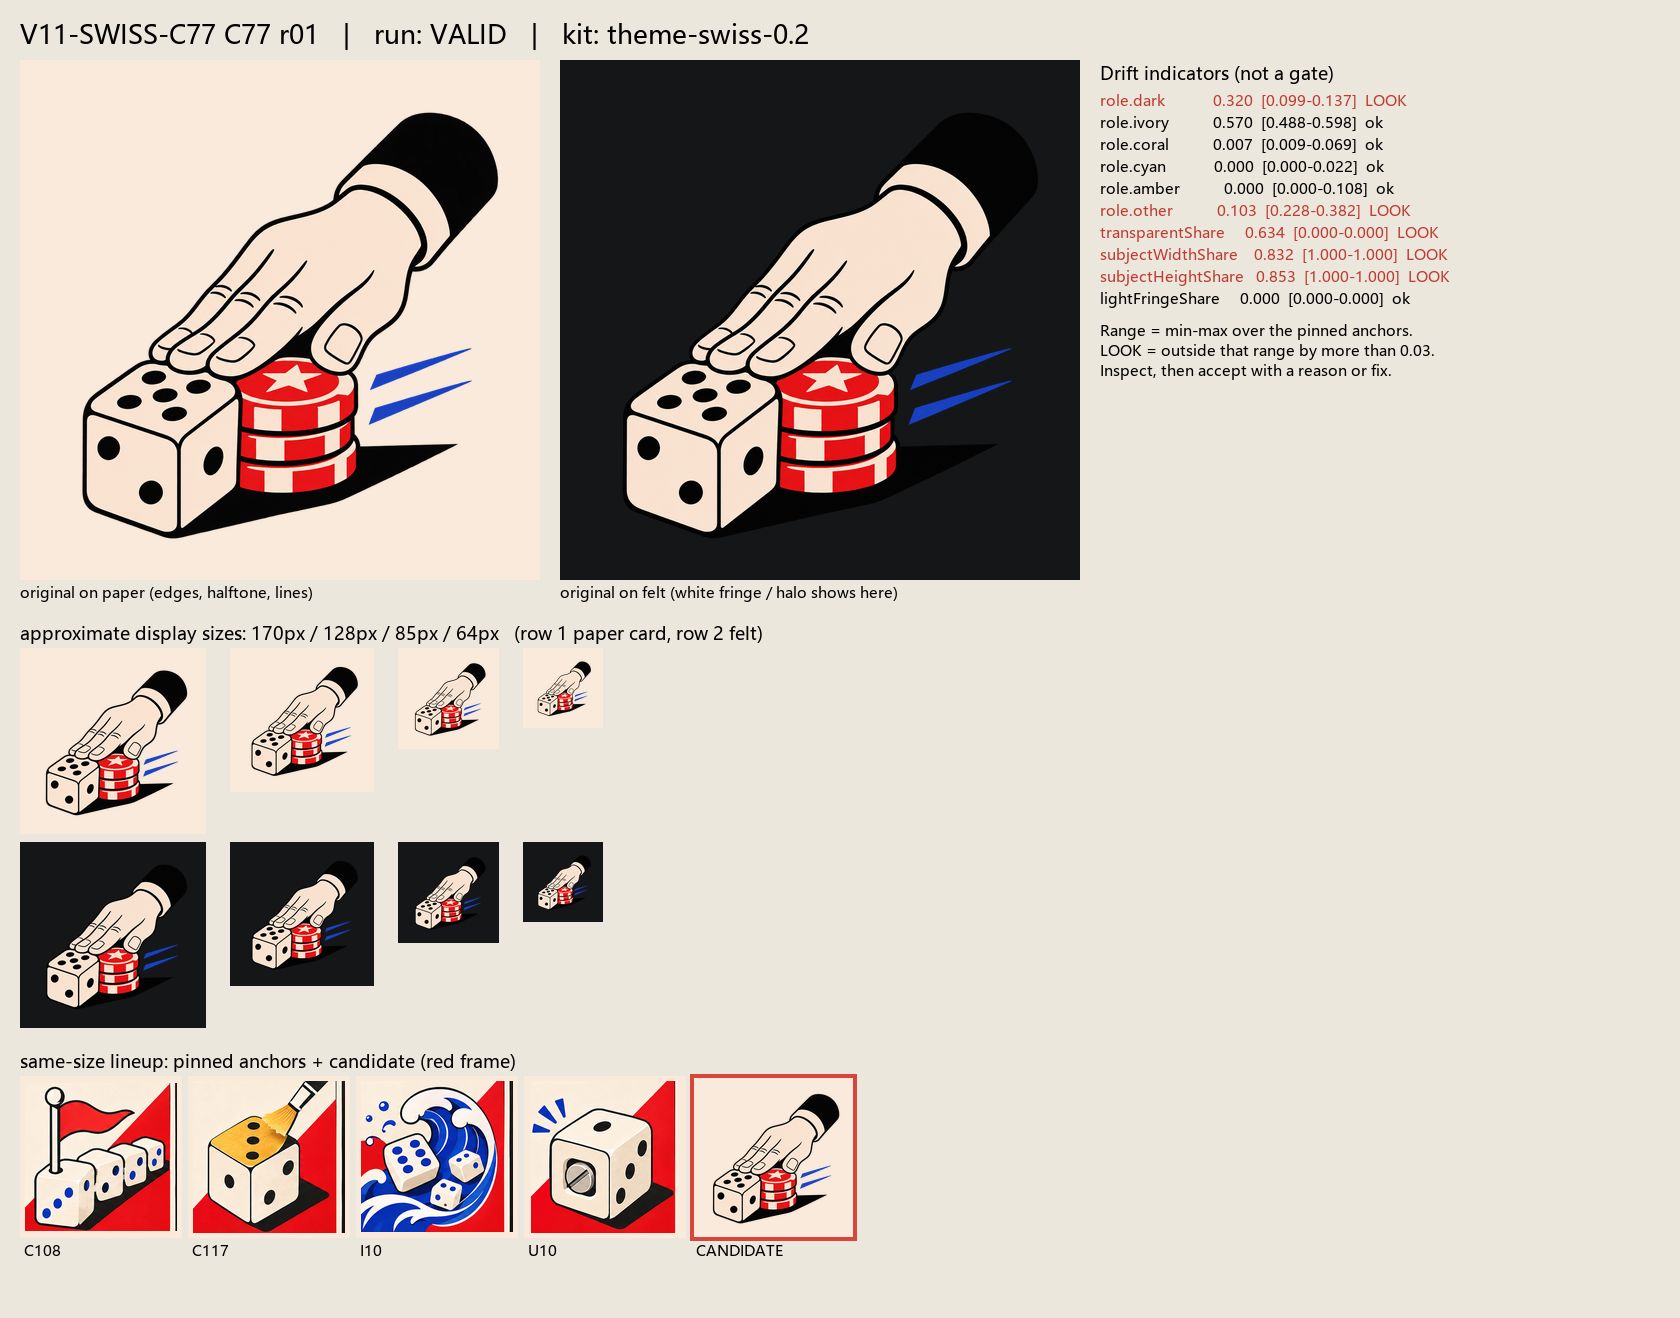 V11-SWISS-C77 C77 r01 | run: VALID | kit: theme-swiss-0.2
Drift indicators (not a gate)
role.dark 0.320 [0.099-0.137] LOOK
role.ivory 0.570 [0.488-0.598] ok
role.coral 0.007 [0.009-0.069] ok
role.cyan 0.000 [0.000-0.022] ok
role.amber 0.000 [0.000-0.108] ok
role.other 0.103 [0.228-0.382] LOOK
transparentShare 0.634 [0.000-0.000] LOOK
subjectWidthShare 0.832 [1.000-1.000] LOOK
subjectHeightShare 0.853 [1.000-1.000] LOOK
lightFringeShare 0.000 [0.000-0.000] ok
Range = min-max over the pinned anchors.
LOOK = outside that range by more than 0.03.
Inspect, then accept with a reason or fix.
original on paper (edges, halftone, lines)
original on felt (white fringe / halo shows here)
approximate display sizes: 170px / 128px / 85px / 64px (row 1 paper card, row 2 felt)
same-size lineup: pinned anchors + candidate (red frame)
C108
C117
I10
U10
CANDIDATE